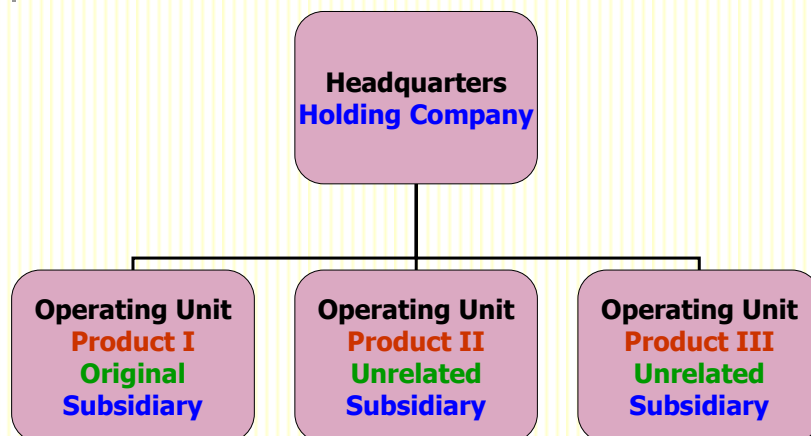 Headquarters
Holding Company
Operating Unit
Product I
Original
Subsidiary
Operating Unit
Product II
Unrelated
Subsidiary
Operating Unit
Product III
Unrelated
Subsidiary